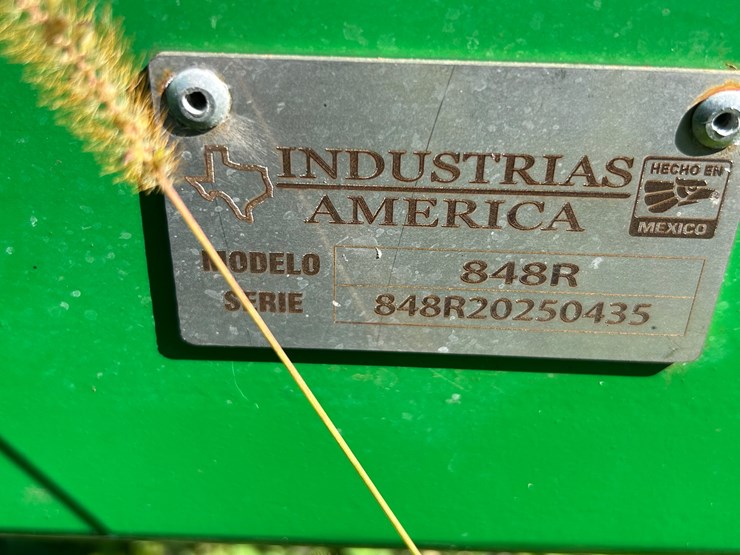 INDUSTRIAS
AMERICA
HECHO EN
MEXICO
MODELO 848R
SERIE 848R20250435